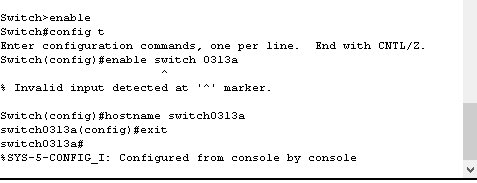 Switch>enable
Switch#config t
Enter configuration commands, one per line.  End with CNTL/Z.
Switch(config)#enable switch 0313a
^
% Invalid input detected at '^' marker.
Switch(config)#hostname switch0313a
switch0313a(config)#exit
switch0313a#
%SYS-5-CONFIG_I: Configured from console by console